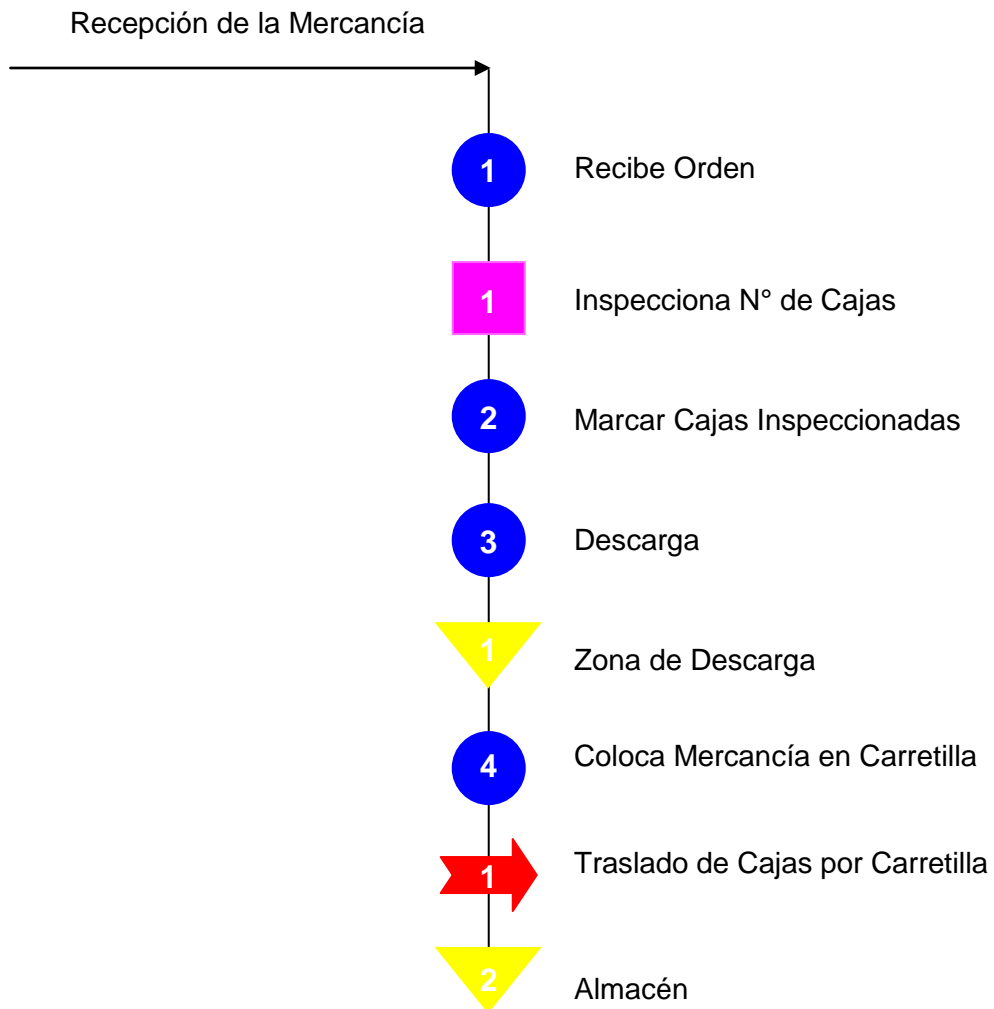 Recepción de la Mercancía
1 Recibe Orden
1 Inspecciona N° de Cajas
2 Marcar Cajas Inspeccionadas
3 Descarga
1 Zona de Descarga
4 Coloca Mercancía en Carretilla
1 Traslado de Cajas por Carretilla
2 Almacén